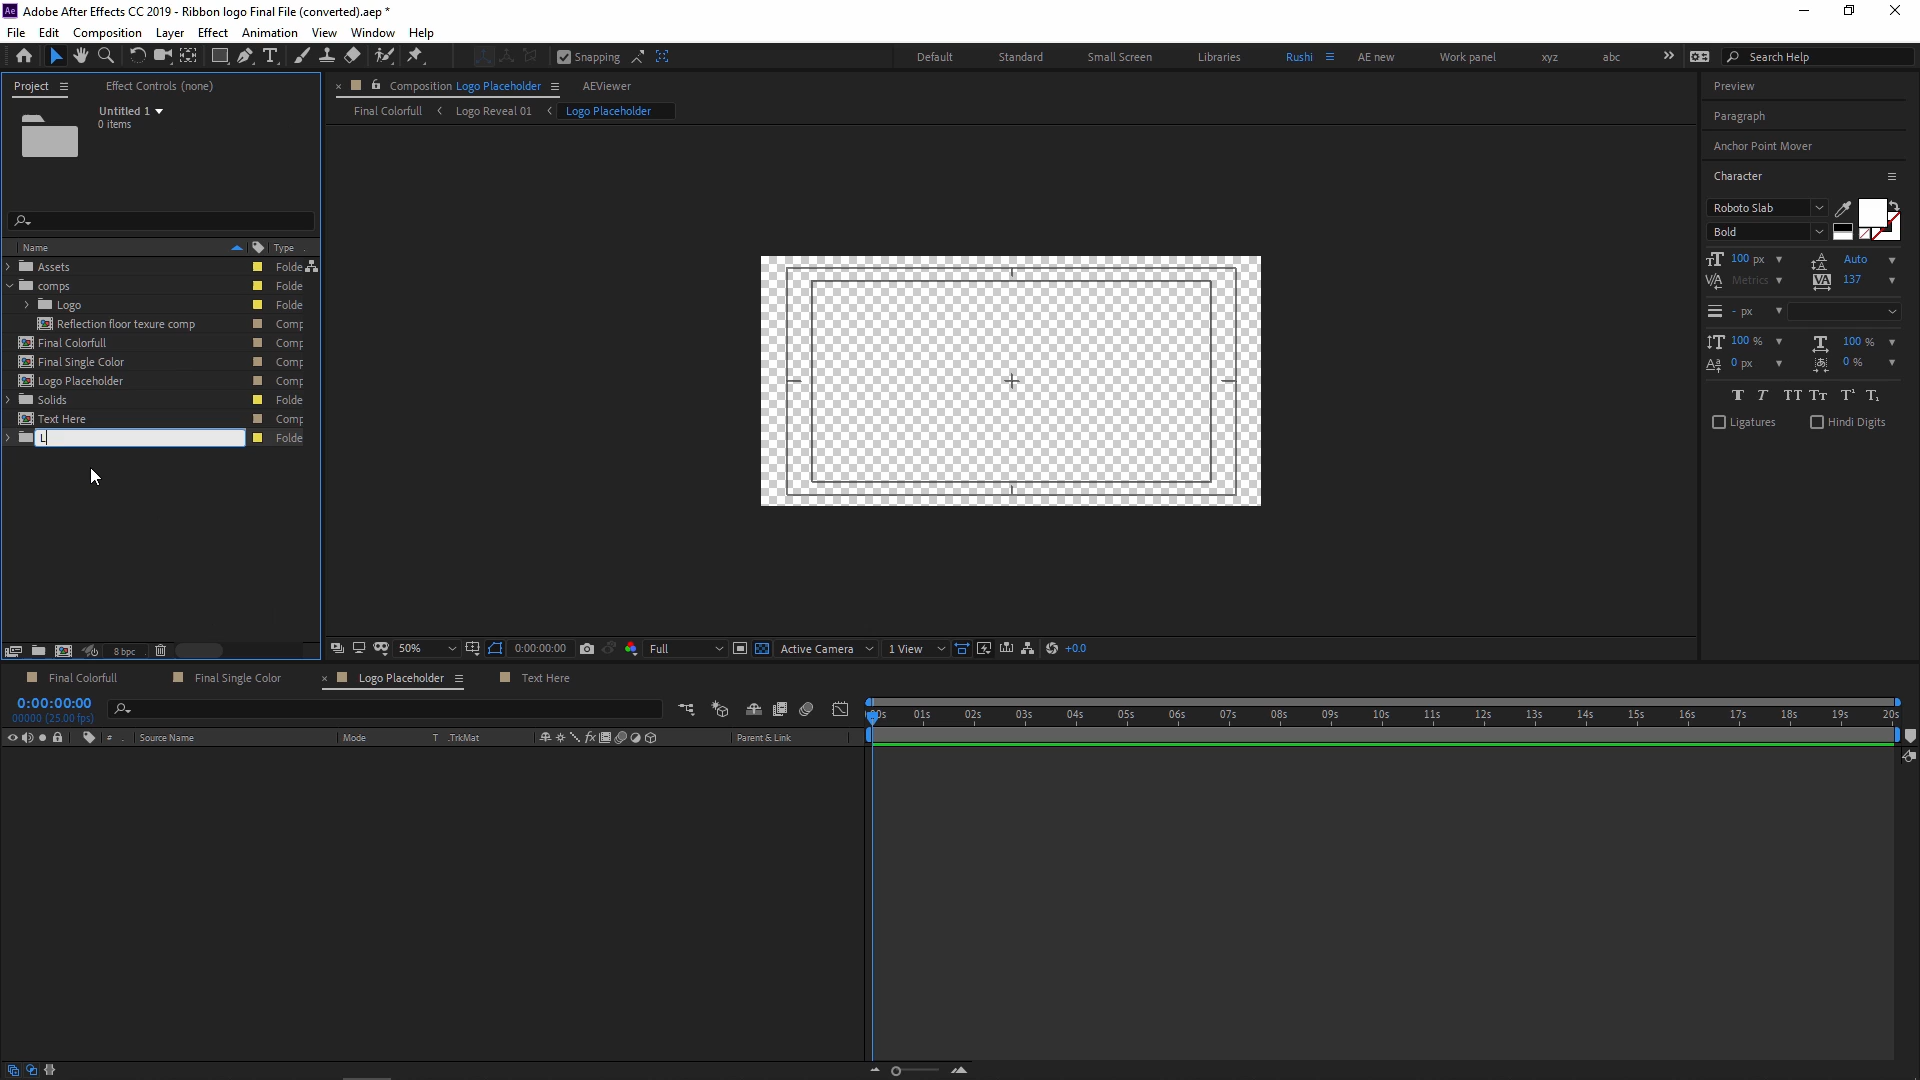 Adobe After Effects CC 2019 - Ribbon logo Final File (converted).aep *
File Edit Composition Layer Effect Animation View Window Help
Snapping Default Standard Small Screen Libraries Rushi AE new Work panel xyz abc Search Help
Project Effect Controls (none)
Untitled 1
0 items
Name Type
Assets Folde
comps Folde
Logo Folde
Reflection floor texure comp Comp
Final Colorfull Comp
Final Single Color Comp
Logo Placeholder Comp
Solids Folde
Text Here Comp
L Folde
8 bpc
Composition Logo Placeholder AEViewer
Final Colorfull Logo Reveal 01 Logo Placeholder
50% 0:00:00:00 Full Active Camera 1 View +0.0
Preview
Paragraph
Anchor Point Mover
Character
Roboto Slab
Bold
100 px Auto
Metrics 137
- px
100 % 100 %
0 px 0 %
T T TT Tt T¹ T₁
Ligatures Hindi Digits
Final Colorfull Final Single Color Logo Placeholder Text Here
0:00:00:00
00000 (25.00 fps)
# Source Name Mode T .TrkMat fx Parent & Link
01s 02s 03s 04s 05s 06s 07s 08s 09s 10s 11s 12s 13s 14s 15s 16s 17s 18s 19s 20s